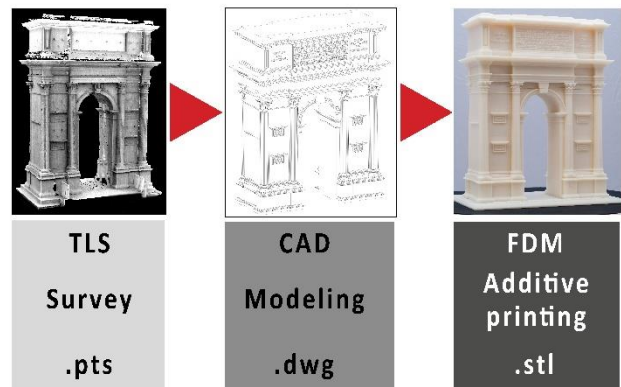 TLS
Survey
.pts
CAD
Modeling
.dwg
FDM
Additive
printing
.stl